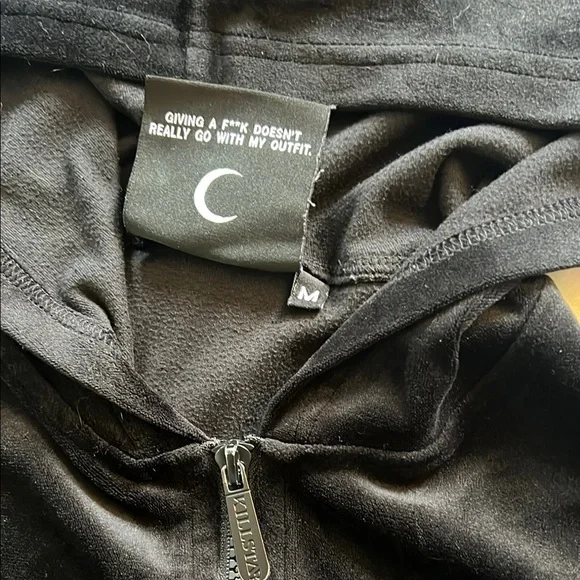 GIVING A F**K DOESN'T
REALLY GO WITH MY OUTFIT.
M
KILLSTAR